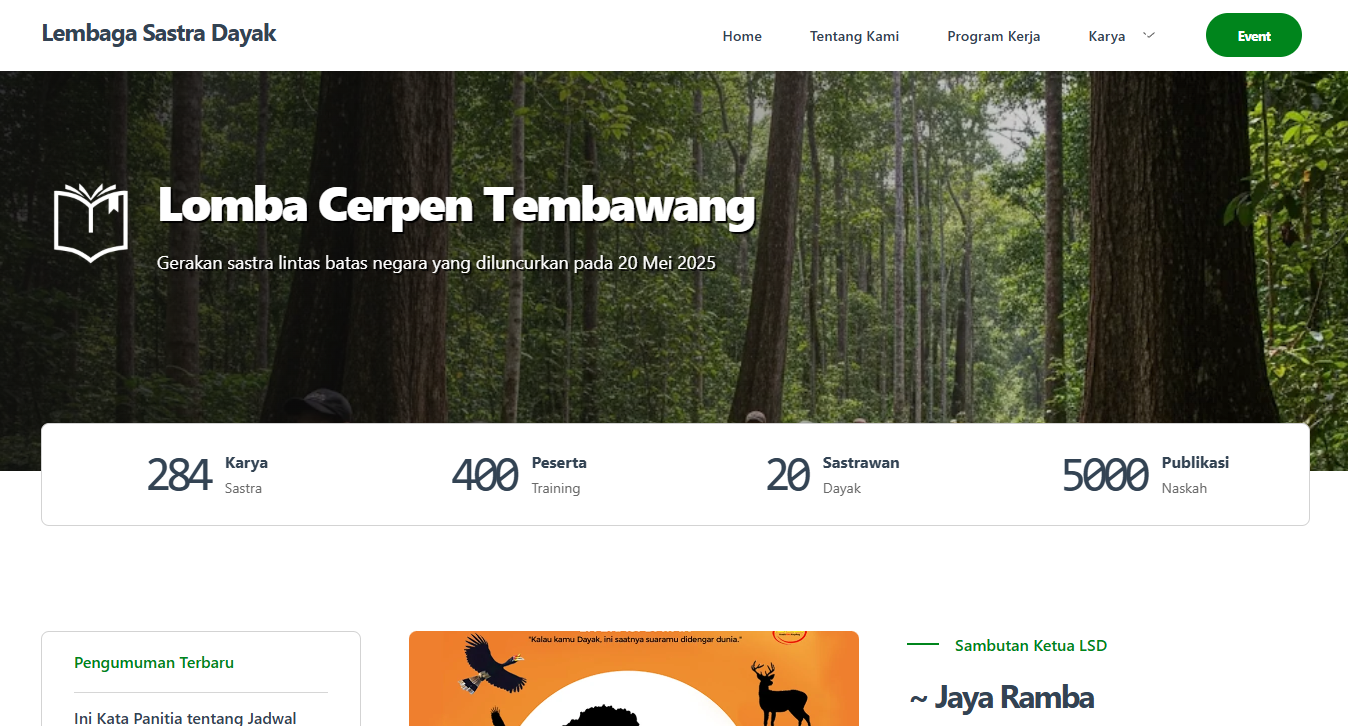 Lembaga Sastra Dayak
Home
Tentang Kami
Program Kerja
Karya
Event
Lomba Cerpen Tembawang
Gerakan sastra lintas batas negara yang diluncurkan pada 20 Mei 2025
284
Karya
Sastra
400
Peserta
Training
20
Sastrawan
Dayak
5000
Publikasi
Naskah
Pengumuman Terbaru
Ini Kata Panitia tentang Jadwal
"Kalau kamu Dayak, ini saatnya suaramu didengar dunia."
Sambutan Ketua LSD
~ Jaya Ramba